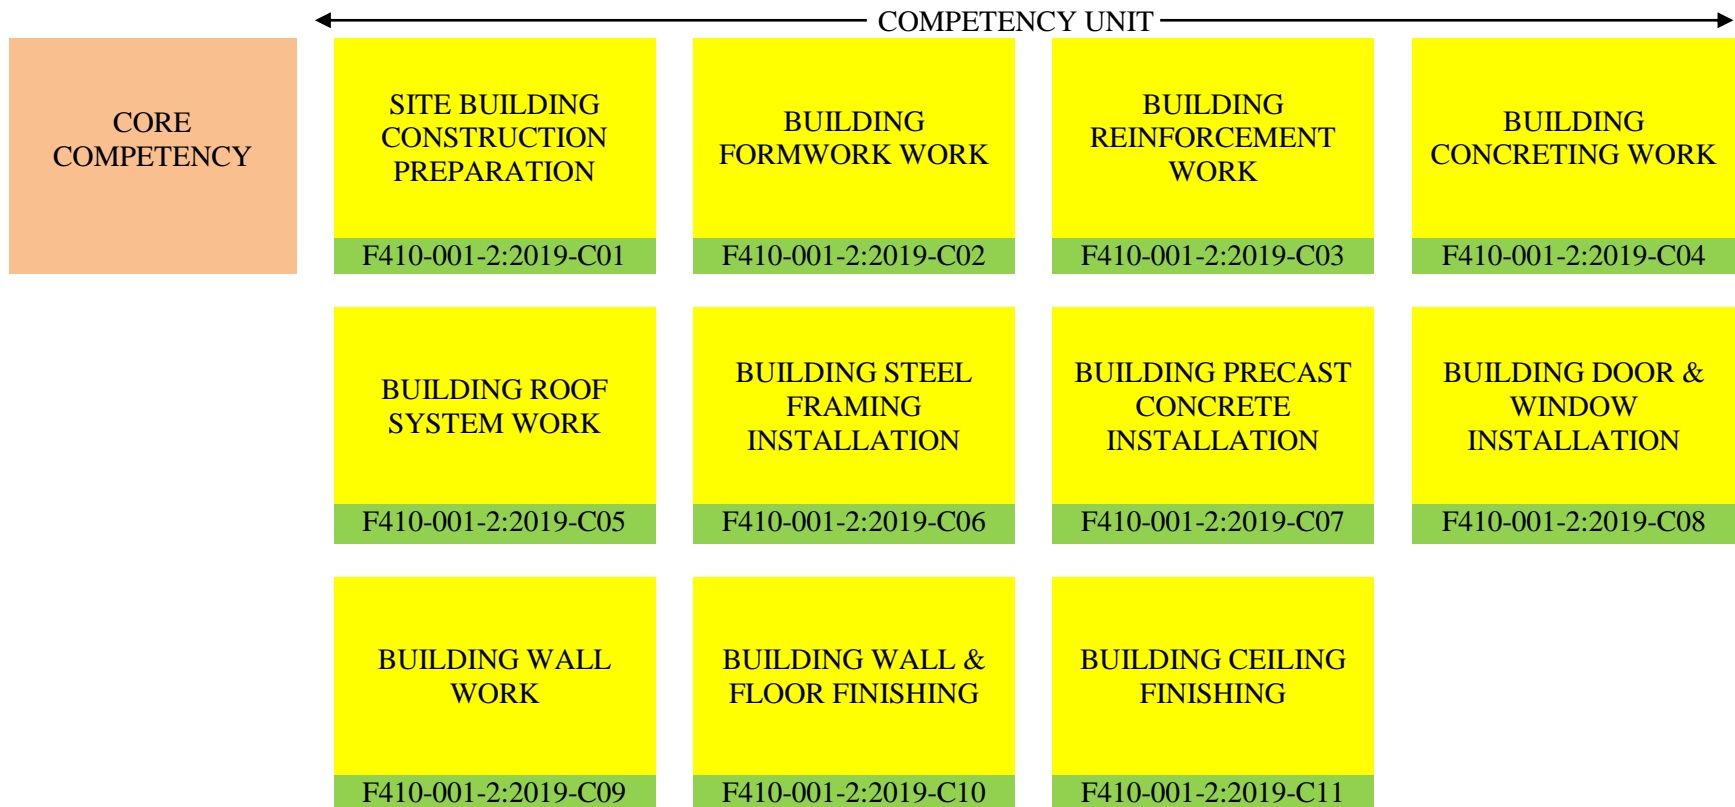 COMPETENCY UNIT
CORE
COMPETENCY
SITE BUILDING
CONSTRUCTION
PREPARATION
F410-001-2:2019-C01
BUILDING
FORMWORK WORK
F410-001-2:2019-C02
BUILDING
REINFORCEMENT
WORK
F410-001-2:2019-C03
BUILDING
CONCRETING WORK
F410-001-2:2019-C04
BUILDING ROOF
SYSTEM WORK
F410-001-2:2019-C05
BUILDING STEEL
FRAMING
INSTALLATION
F410-001-2:2019-C06
BUILDING PRECAST
CONCRETE
INSTALLATION
F410-001-2:2019-C07
BUILDING DOOR &
WINDOW
INSTALLATION
F410-001-2:2019-C08
BUILDING WALL
WORK
F410-001-2:2019-C09
BUILDING WALL &
FLOOR FINISHING
F410-001-2:2019-C10
BUILDING CEILING
FINISHING
F410-001-2:2019-C11